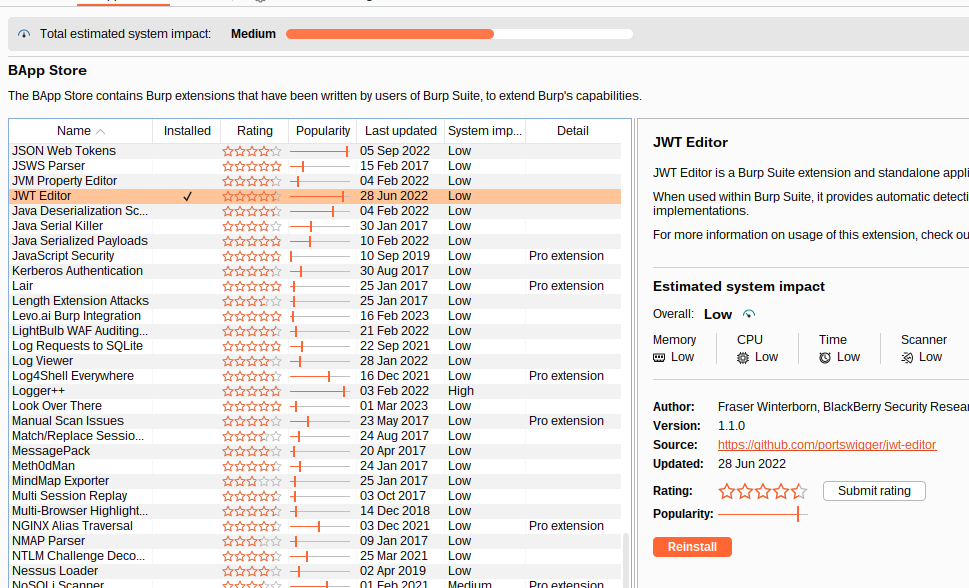 Total estimated system impact: Medium
BApp Store
The BApp Store contains Burp extensions that have been written by users of Burp Suite, to extend Burp's capabilities.
Name Installed Rating Popularity Last updated System imp... Detail
JSON Web Tokens 05 Sep 2022 Low
JSWS Parser 15 Feb 2017 Low
JVM Property Editor 04 Feb 2022 Low
JWT Editor ✓ 28 Jun 2022 Low
Java Deserialization Sc... 04 Feb 2022 Low
Java Serial Killer 30 Jan 2017 Low
Java Serialized Payloads 10 Feb 2022 Low
JavaScript Security 10 Sep 2019 Low Pro extension
Kerberos Authentication 30 Aug 2017 Low
Lair 25 Jan 2017 Low Pro extension
Length Extension Attacks 25 Jan 2017 Low
Levo.ai Burp Integration 16 Feb 2023 Low
LightBulb WAF Auditing... 21 Feb 2022 Low
Log Requests to SQLite 22 Sep 2021 Low
Log Viewer 28 Jan 2022 Low
Log4Shell Everywhere 16 Dec 2021 Low Pro extension
Logger++ 03 Feb 2022 High
Look Over There 01 Mar 2023 Low
Manual Scan Issues 23 May 2017 Low Pro extension
Match/Replace Sessio... 24 Aug 2017 Low
MessagePack 20 Apr 2017 Low
Meth0dMan 24 Jan 2017 Low
MindMap Exporter 25 Jan 2017 Low
Multi Session Replay 03 Oct 2017 Low
Multi-Browser Highlight... 14 Dec 2018 Low
NGINX Alias Traversal 03 Dec 2021 Low Pro extension
NMAP Parser 09 Jan 2017 Low
NTLM Challenge Deco... 25 Mar 2021 Low
Nessus Loader 02 Apr 2019 Low
NoSQLi Scanner 01 Feb 2021 Medium Pro extension
JWT Editor
JWT Editor is a Burp Suite extension and standalone appli
When used within Burp Suite, it provides automatic detecti
implementations.
For more information on usage of this extension, check ou
Estimated system impact
Overall: Low
Memory CPU Time Scanner
Low Low Low Low
Author: Fraser Winterborn, BlackBerry Security Resear
Version: 1.1.0
Source: https://github.com/portswigger/jwt-editor
Updated: 28 Jun 2022
Rating: Submit rating
Popularity:
Reinstall